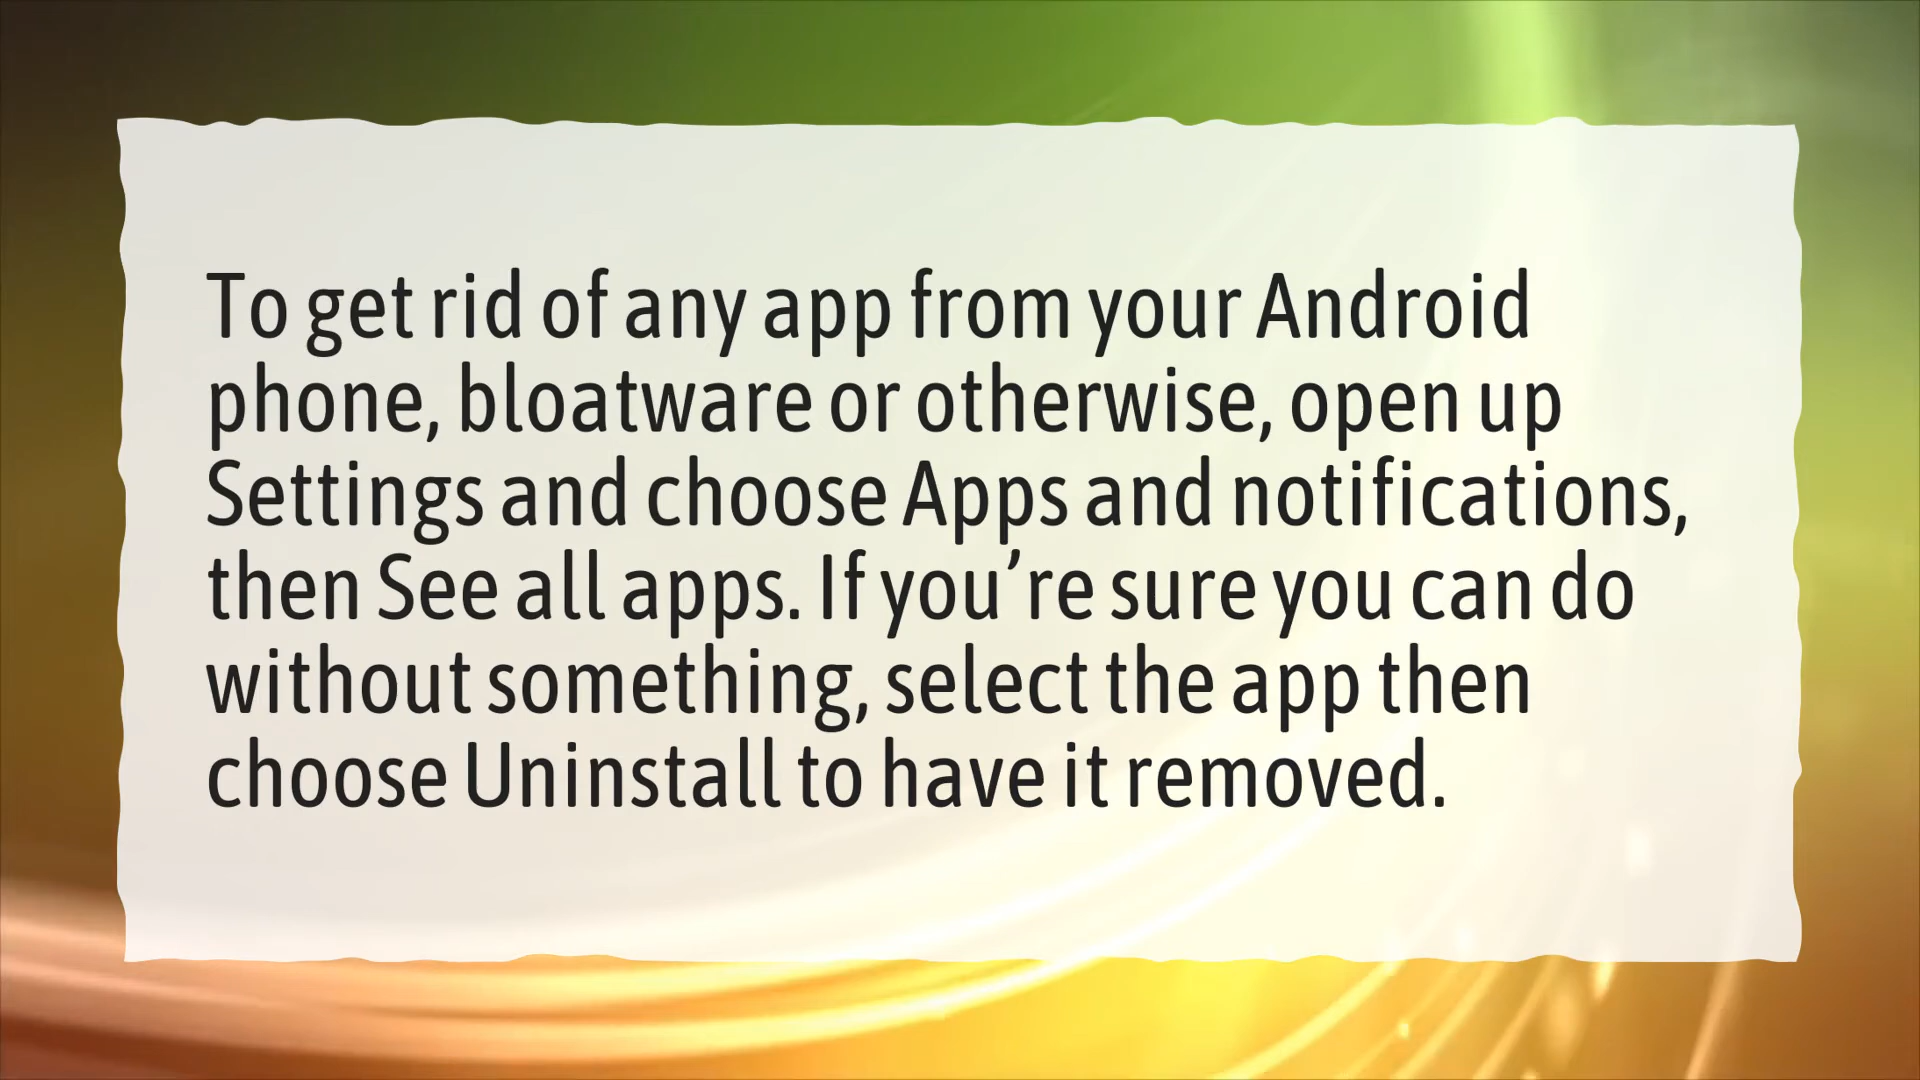 To get rid of any app from your Android
phone, bloatware or otherwise, open up
Settings and choose Apps and notifications,
then See all apps. If you’re sure you can do
without something, select the app then
choose Uninstall to have it removed.